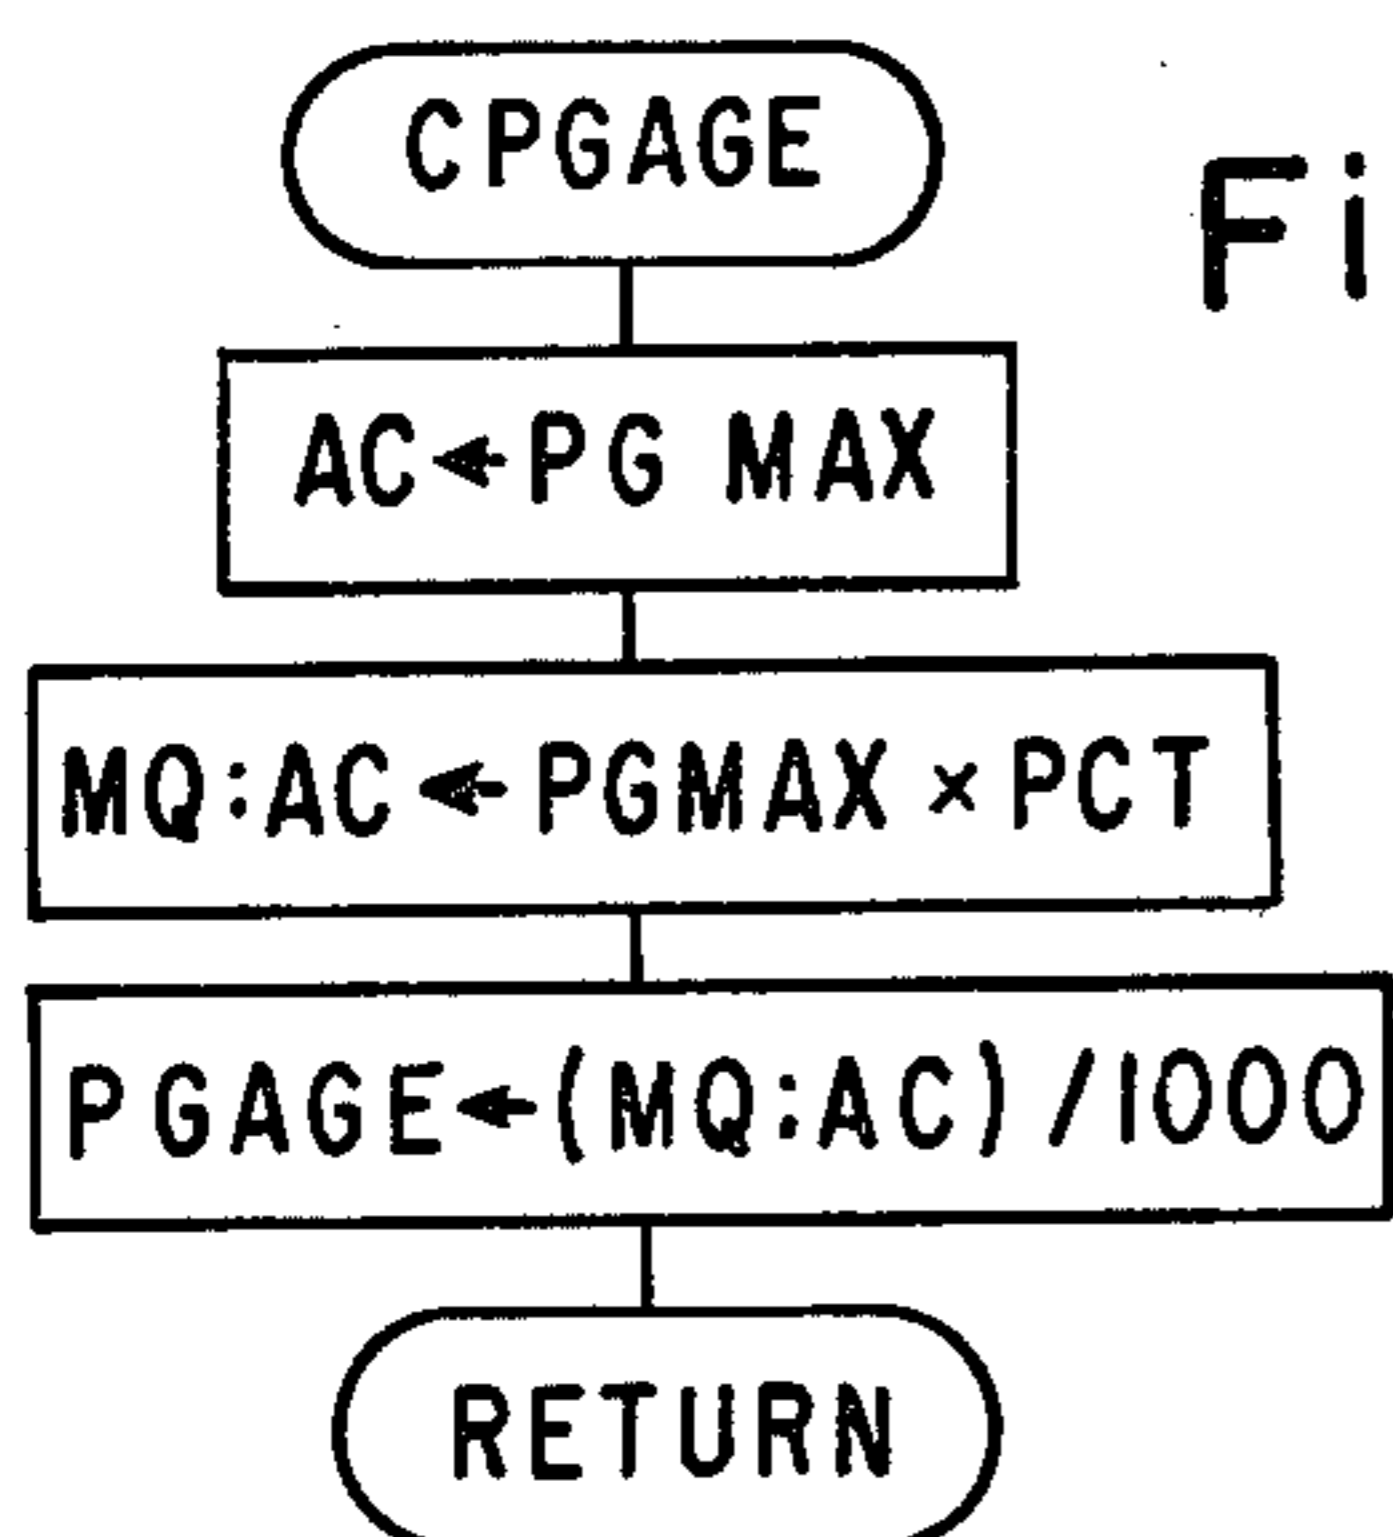 CPGAGE
Fi
AC←PG MAX
MQ:AC←PGMAX × PCT
PGAGE←(MQ:AC)/1000
RETURN